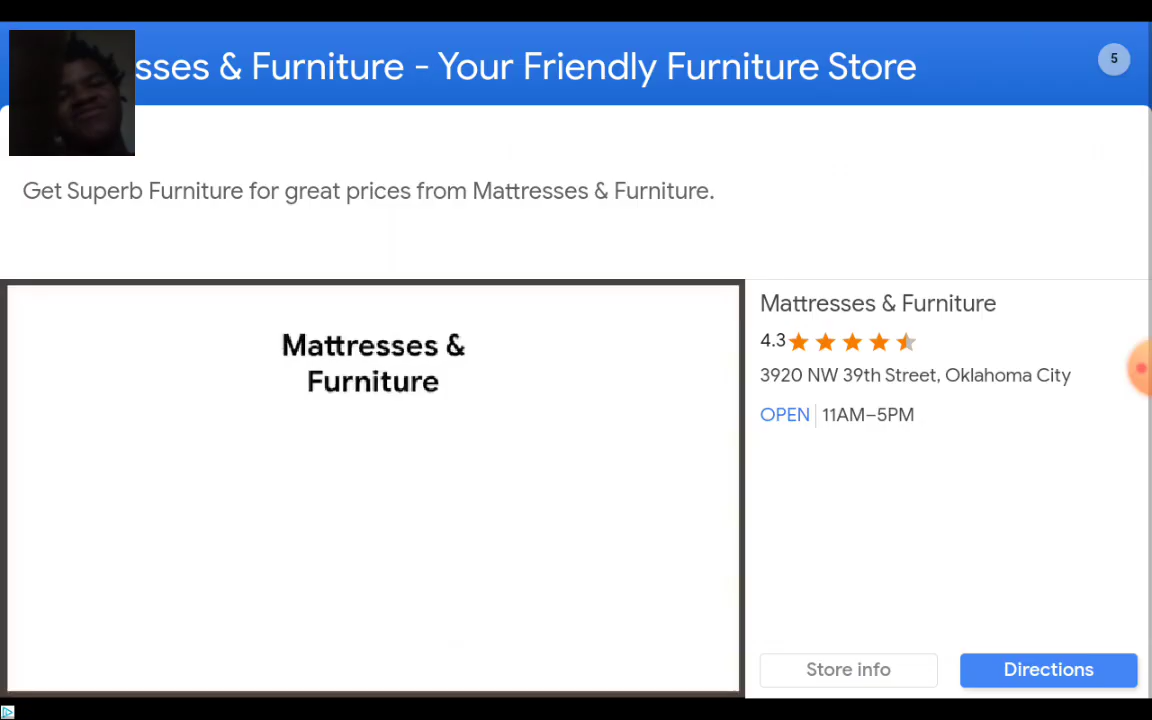 sses & Furniture - Your Friendly Furniture Store
5
Get Superb Furniture for great prices from Mattresses & Furniture.
Mattresses &
Furniture
Mattresses & Furniture
4.3
3920 NW 39th Street, Oklahoma City
OPEN | 11AM–5PM
Store info
Directions